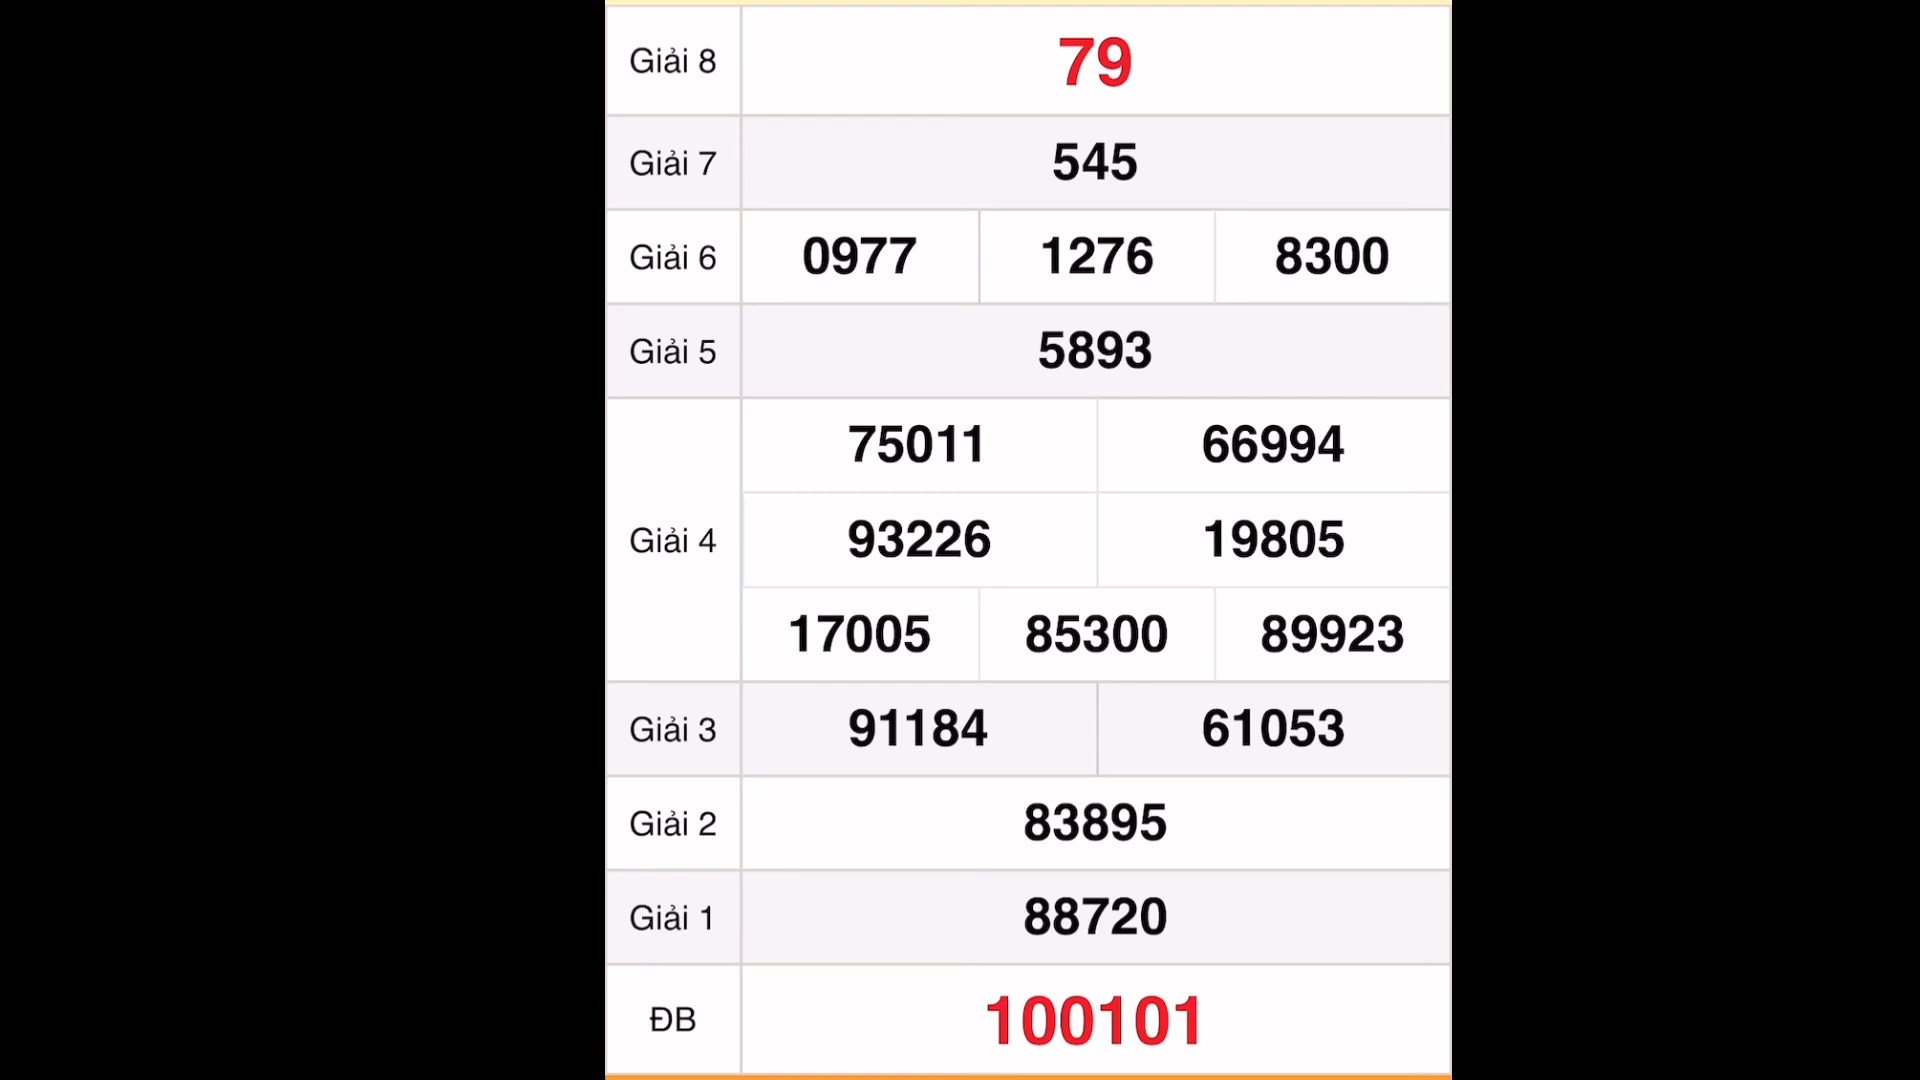 Giải 8 79
Giải 7 545
Giải 6 0977 1276 8300
Giải 5 5893
75011 66994
Giải 4 93226 19805
17005 85300 89923
Giải 3 91184 61053
Giải 2 83895
Giải 1 88720
ĐB 100101